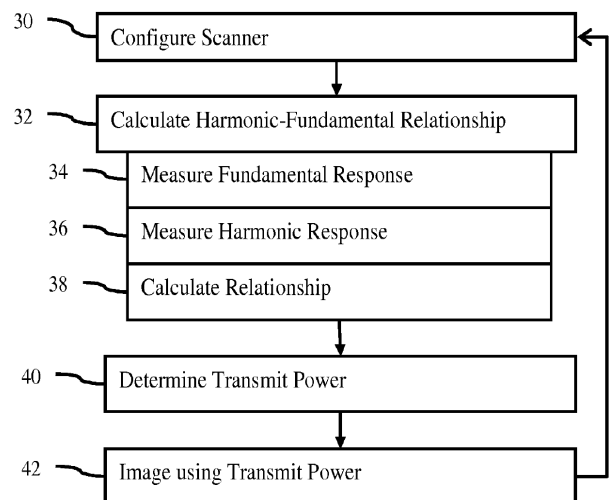 30 Configure Scanner
32 Calculate Harmonic-Fundamental Relationship
34 Measure Fundamental Response
36 Measure Harmonic Response
38 Calculate Relationship
40 Determine Transmit Power
42 Image using Transmit Power